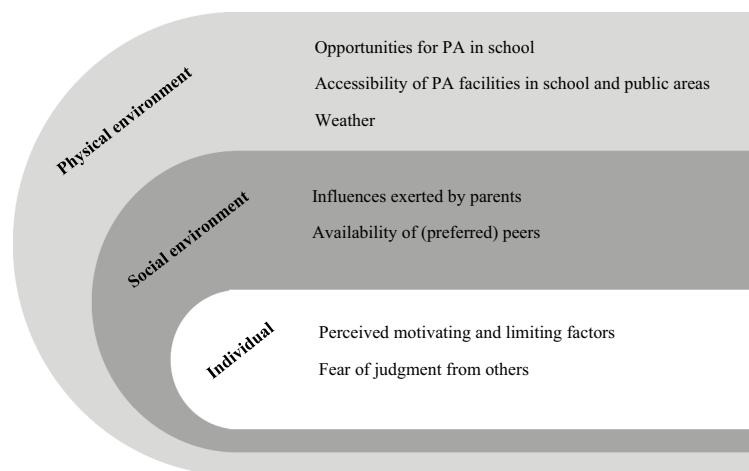 Physical environment
Opportunities for PA in school
Accessibility of PA facilities in school and public areas
Weather
Social environment
Influences exerted by parents
Availability of (preferred) peers
Individual
Perceived motivating and limiting factors
Fear of judgment from others